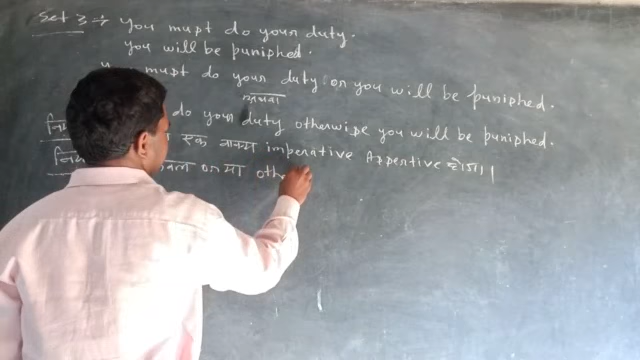 Set 3 ÷ You must do your duty.
you will be punished.
must do your duty or you will be punished.
अथवा
do your duty otherwise you will be punished.
एक वाक्य imperative Assertive होगा।
or या oth